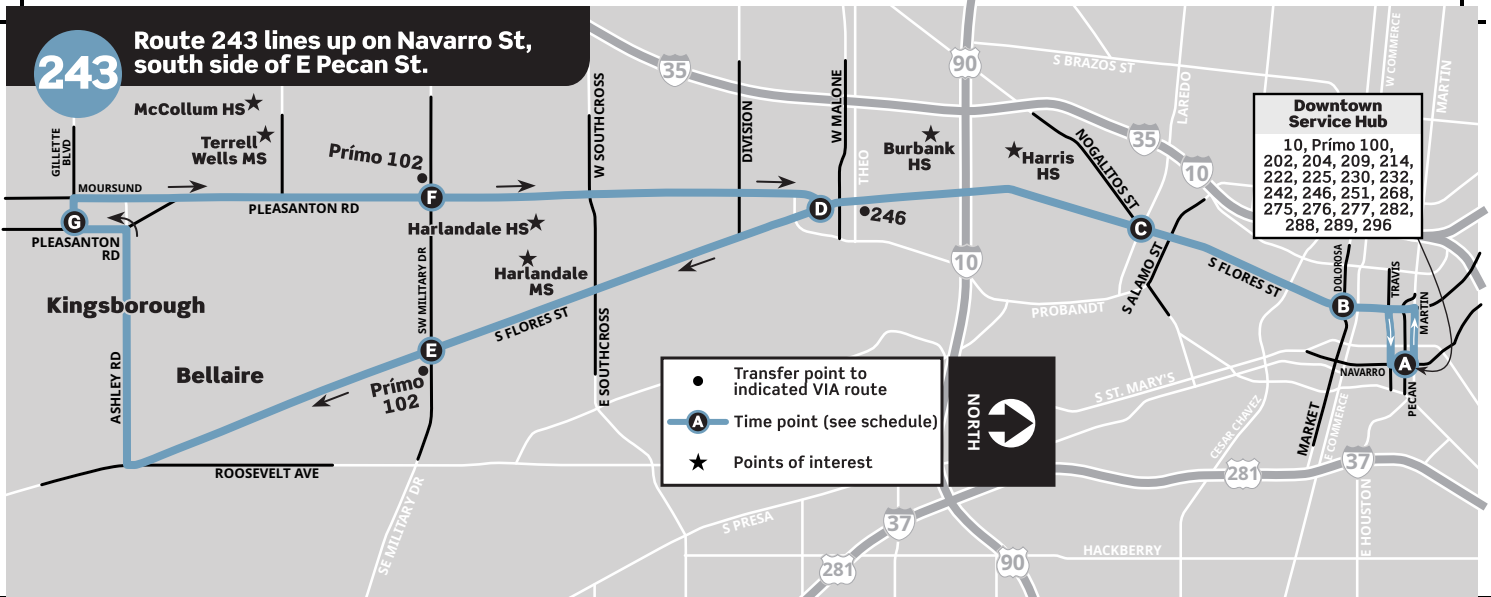 243
Route 243 lines up on Navarro St,
south side of E Pecan St.
McCollum HS
Terrell
Wells MS
GILLETTE
BLVD
MOURSUND
Prímo 102
F
PLEASANTON RD
G
PLEASANTON
RD
Kingsborough
Bellaire
ASHLEY RD
ROOSEVELT AVE
Harlandale HS
Harlandale
MS
SW MILITARY DR
E
Prímo
102
SE MILITARY DR
S FLORES ST
W SOUTHCROSS
E SOUTHCROSS
35
DIVISION
W MALONE
THEO
D
246
Burbank
HS
90
10
Harris
HS
S BRAZOS ST
LAREDO
NOGALITOS ST
35
10
C
S ALAMO ST
S FLORES ST
PROBANDT
W COMMERCE
MARTIN
Downtown
Service Hub
10, Prímo 100,
202, 204, 209, 214,
222, 225, 230, 232,
242, 246, 251, 268,
275, 276, 277, 282,
288, 289, 296
DOLOROSA
B
TRAVIS
MARTIN
A
NAVARRO
PECAN
MARKET
E COMMERCE
CESAR CHAVEZ
S ST. MARY'S
281
37
E HOUSTON
HACKBERRY
S PRESA
37
281
90
Transfer point to
indicated VIA route
A
Time point (see schedule)
Points of interest
NORTH